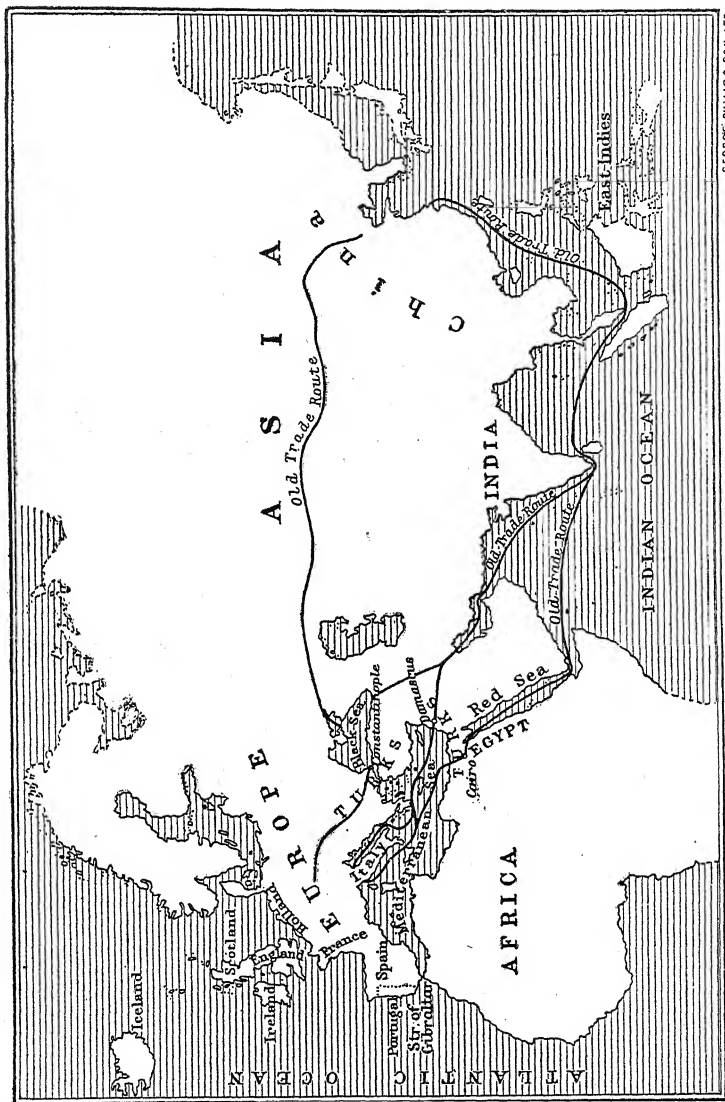 Iceland
Scotland
England
Ireland
Holland
France
EUROPE
Spain
Portugal
Str. of
Gibraltar
ATLANTIC OCEAN
Italy
Mediterranean Sea
TURKS
TURKS
Black Sea
Constantinople
Damascus
Cairo
EGYPT
Red Sea
AFRICA
ASIA
Old Trade Route
China
INDIA
Old Trade Route
Old Trade Route
INDIAN OCEAN
Old Trade Route
East Indies